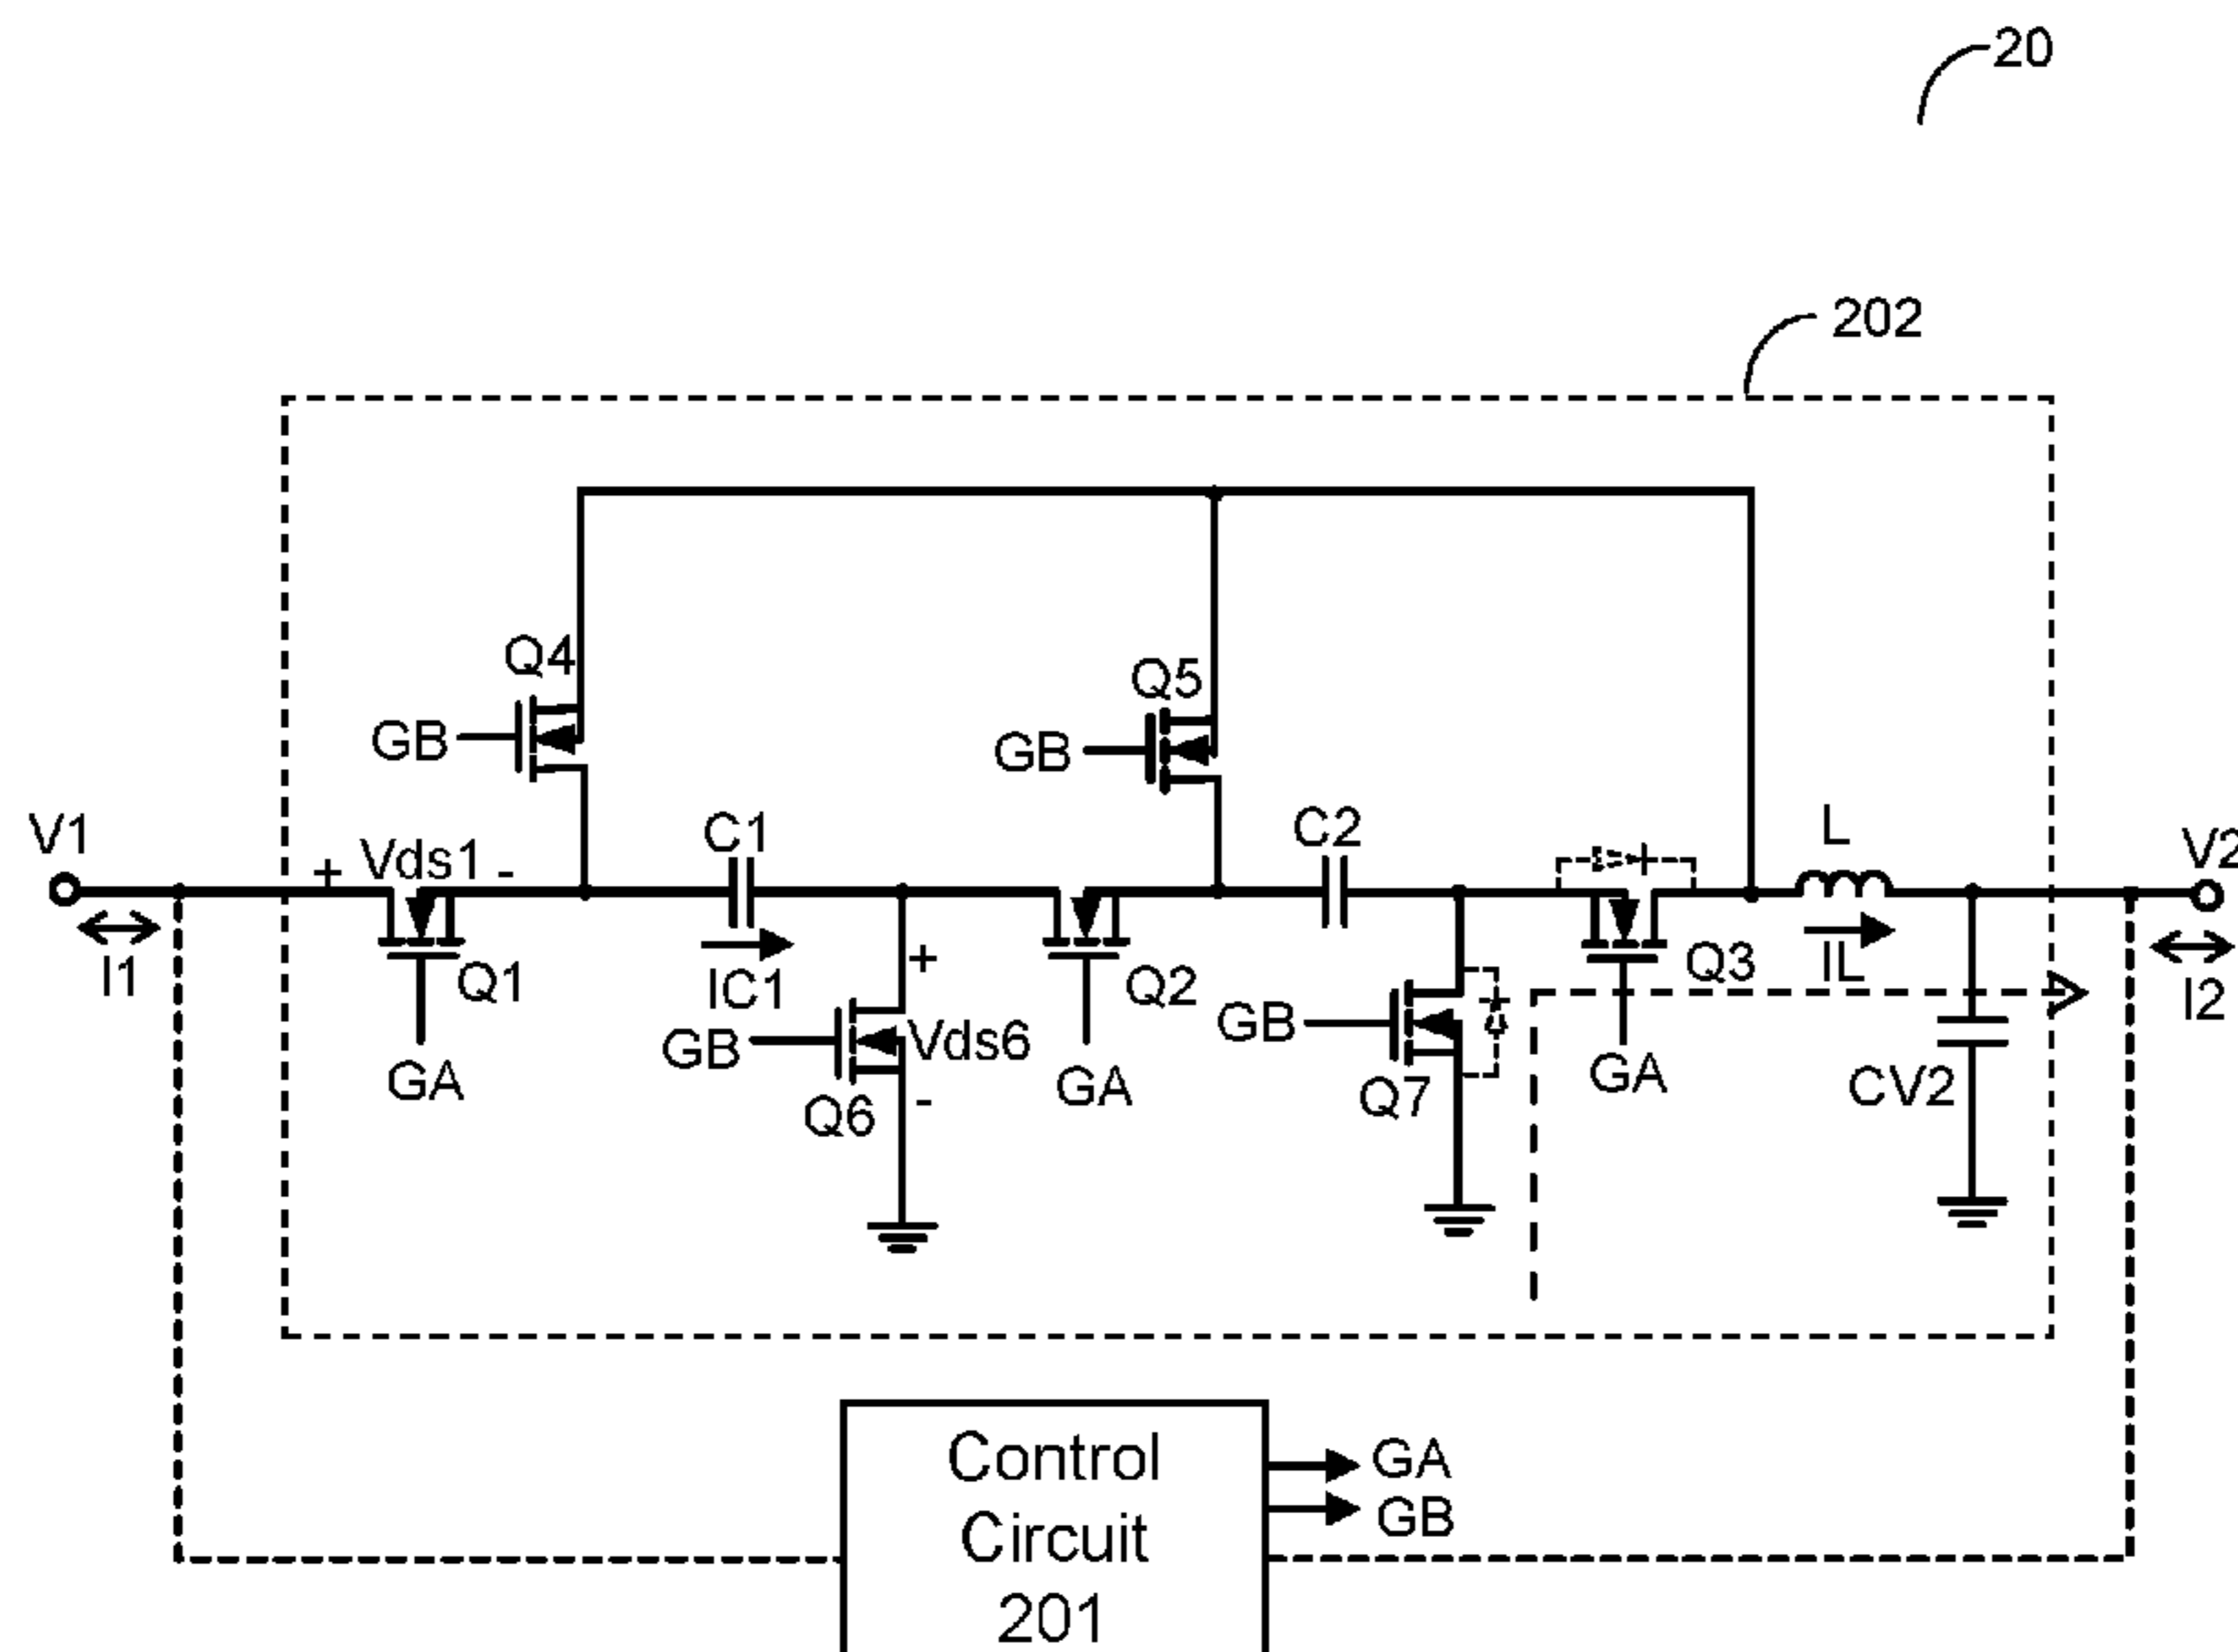 20
202
Q4
Q5
GB
GB
V1
+ Vds1 -
C1
C2
L
V2
I1
Q1
IC1
+
Q2
Q3
IL
I2
GA
GB
Vds6
GA
GB
GA
Q6
-
Q7
CV2
Control
Circuit
201
GA
GB